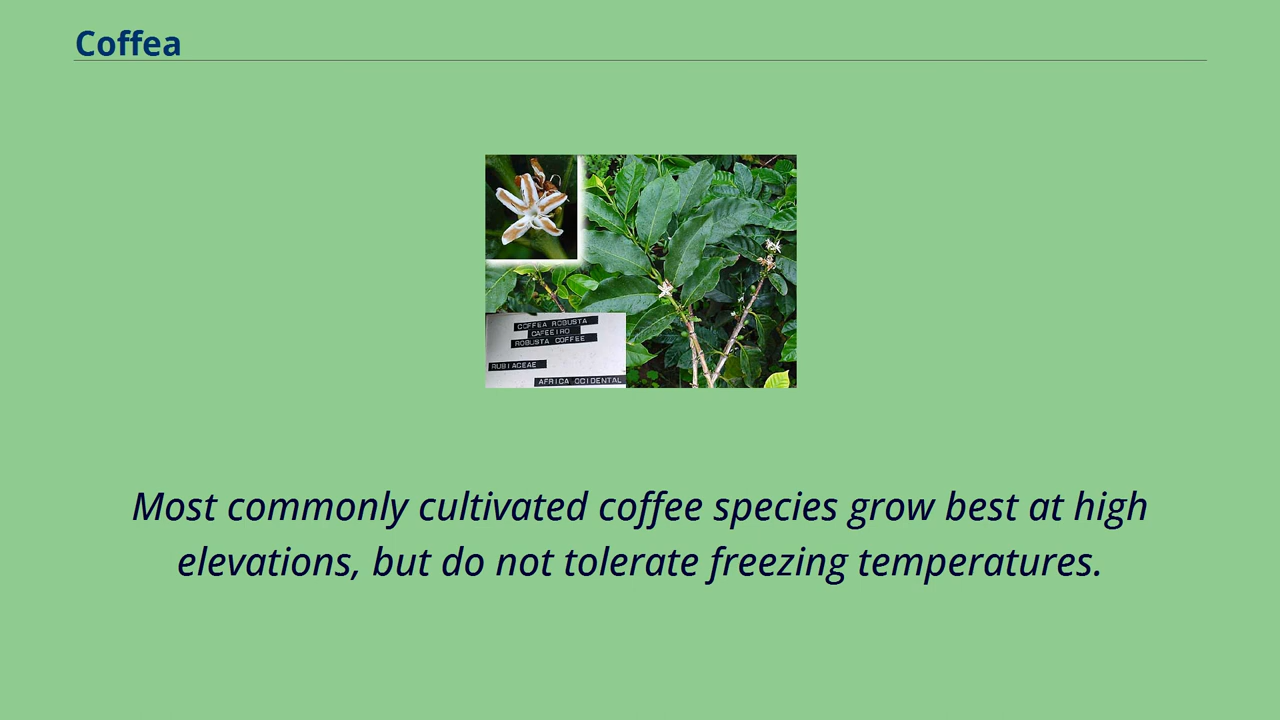 Coffea
COFFEA ROBUSTA
CAFEEIRO
ROBUSTA COFFEE
RUBIACEAE
AFRICA OCIDENTAL
Most commonly cultivated coffee species grow best at high
elevations, but do not tolerate freezing temperatures.